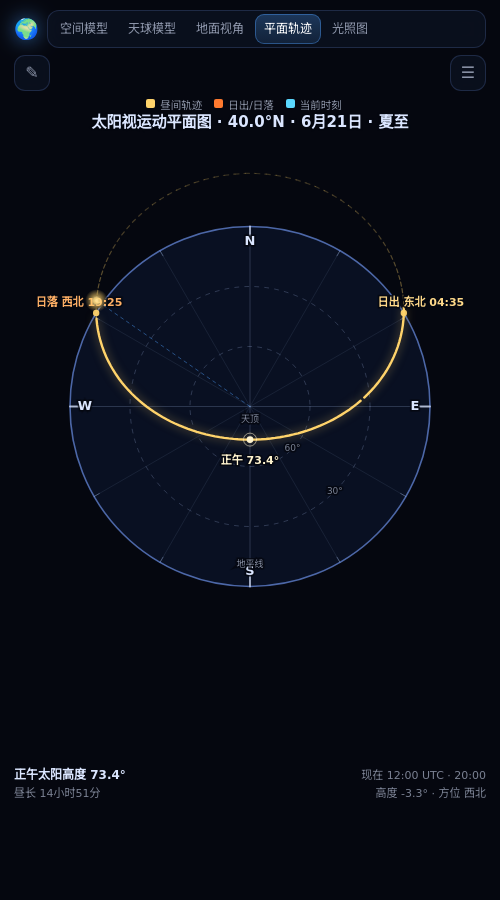 空间模型 天球模型 地面视角 平面轨迹 光照图
昼间轨迹 日出/日落 当前时刻
太阳视运动平面图 · 40.0°N · 6月21日 · 夏至
N
日落 西北 19:25 日出 东北 04:35
W E
天顶
60°
正午 73.4°
30°
地平线
S
正午太阳高度 73.4° 现在 12:00 UTC · 20:00
昼长 14小时51分 高度 -3.3° · 方位 西北